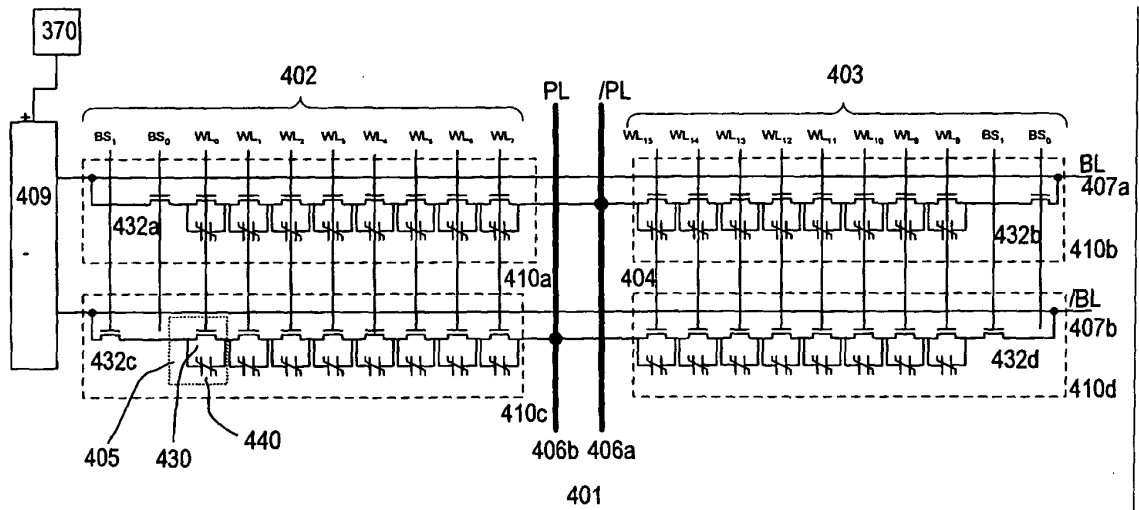 370
402
PL /PL
403
BS₁ BS₀ WL₀ WL₁ WL₂ WL₃ WL₄ WL₅ WL₆ WL₇
WL₁₅ WL₁₄ WL₁₃ WL₁₂ WL₁₁ WL₁₀ WL₉ WL₉ BS₁ BS₀
+
409
-
BL
407a
432a
432b
410a
404
410b
/BL
407b
432c
432d
410c
410d
405 430 440
406b 406a
401